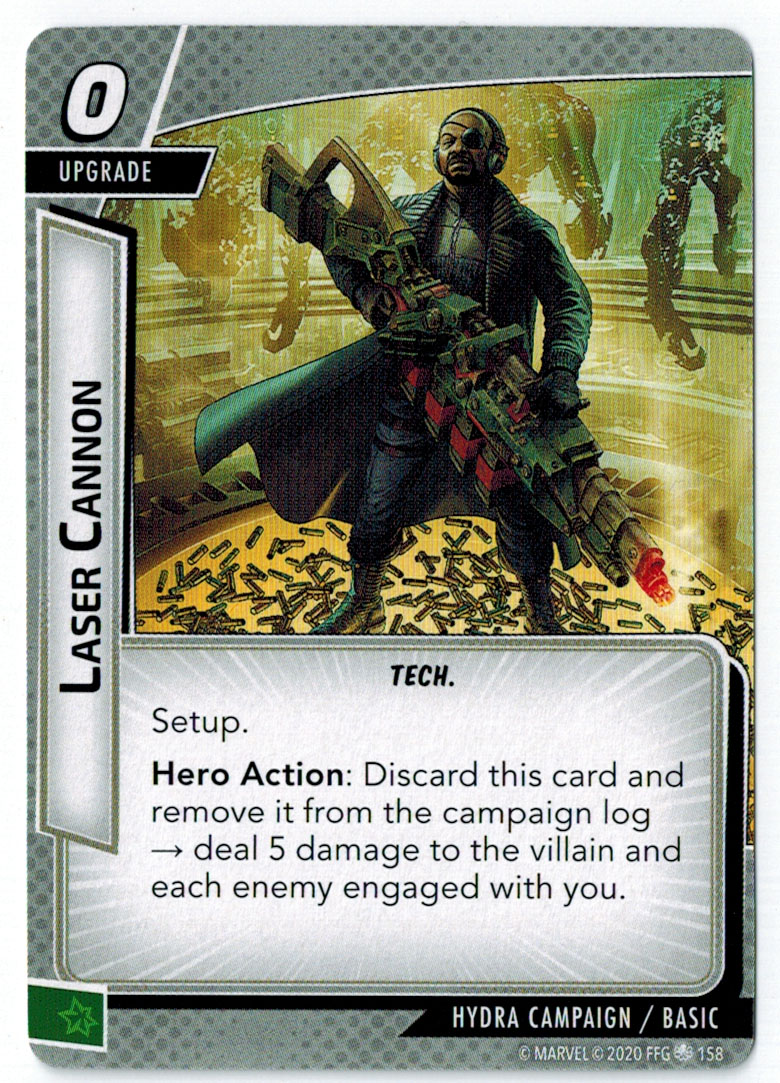 0
UPGRADE
LASER CANNON
TECH.
Setup.
Hero Action: Discard this card and
remove it from the campaign log
→ deal 5 damage to the villain and
each enemy engaged with you.
HYDRA CAMPAIGN / BASIC
© MARVEL © 2020 FFG 158